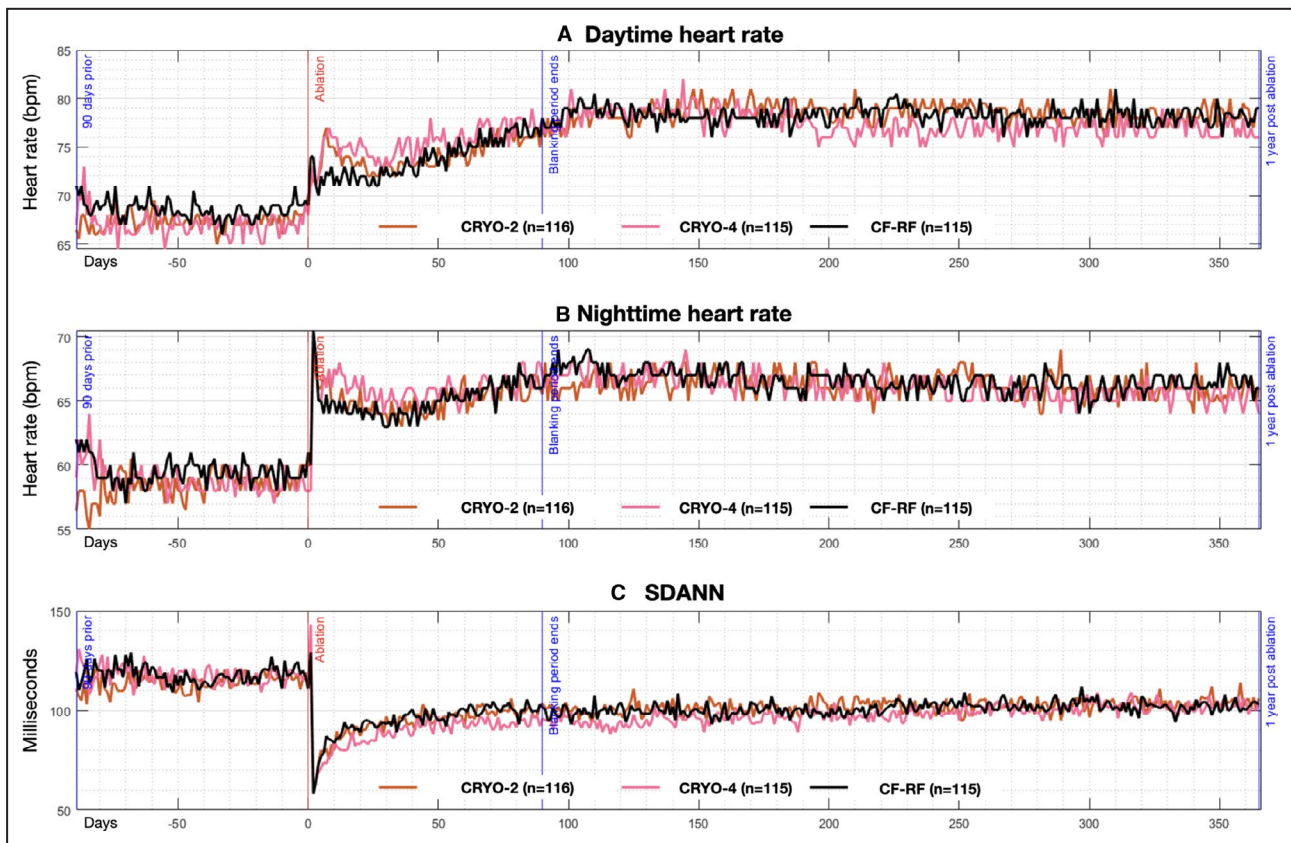 A Daytime heart rate
Heart rate (bpm)
85
80
75
70
65
90 days prior
Ablation
Blanking period ends
1 year post ablation
CRYO-2 (n=116) CRYO-4 (n=115) CF-RF (n=115)
Days -50 0 50 100 150 200 250 300 350
B Nighttime heart rate
Heart rate (bpm)
70
65
60
55
90 days prior
Ablation
Blanking period ends
1 year post ablation
CRYO-2 (n=116) CRYO-4 (n=115) CF-RF (n=115)
Days -50 0 50 100 150 200 250 300 350
C SDANN
Milliseconds
150
100
50
90 days prior
Ablation
Blanking period ends
1 year post ablation
CRYO-2 (n=116) CRYO-4 (n=115) CF-RF (n=115)
Days -50 0 50 100 150 200 250 300 350